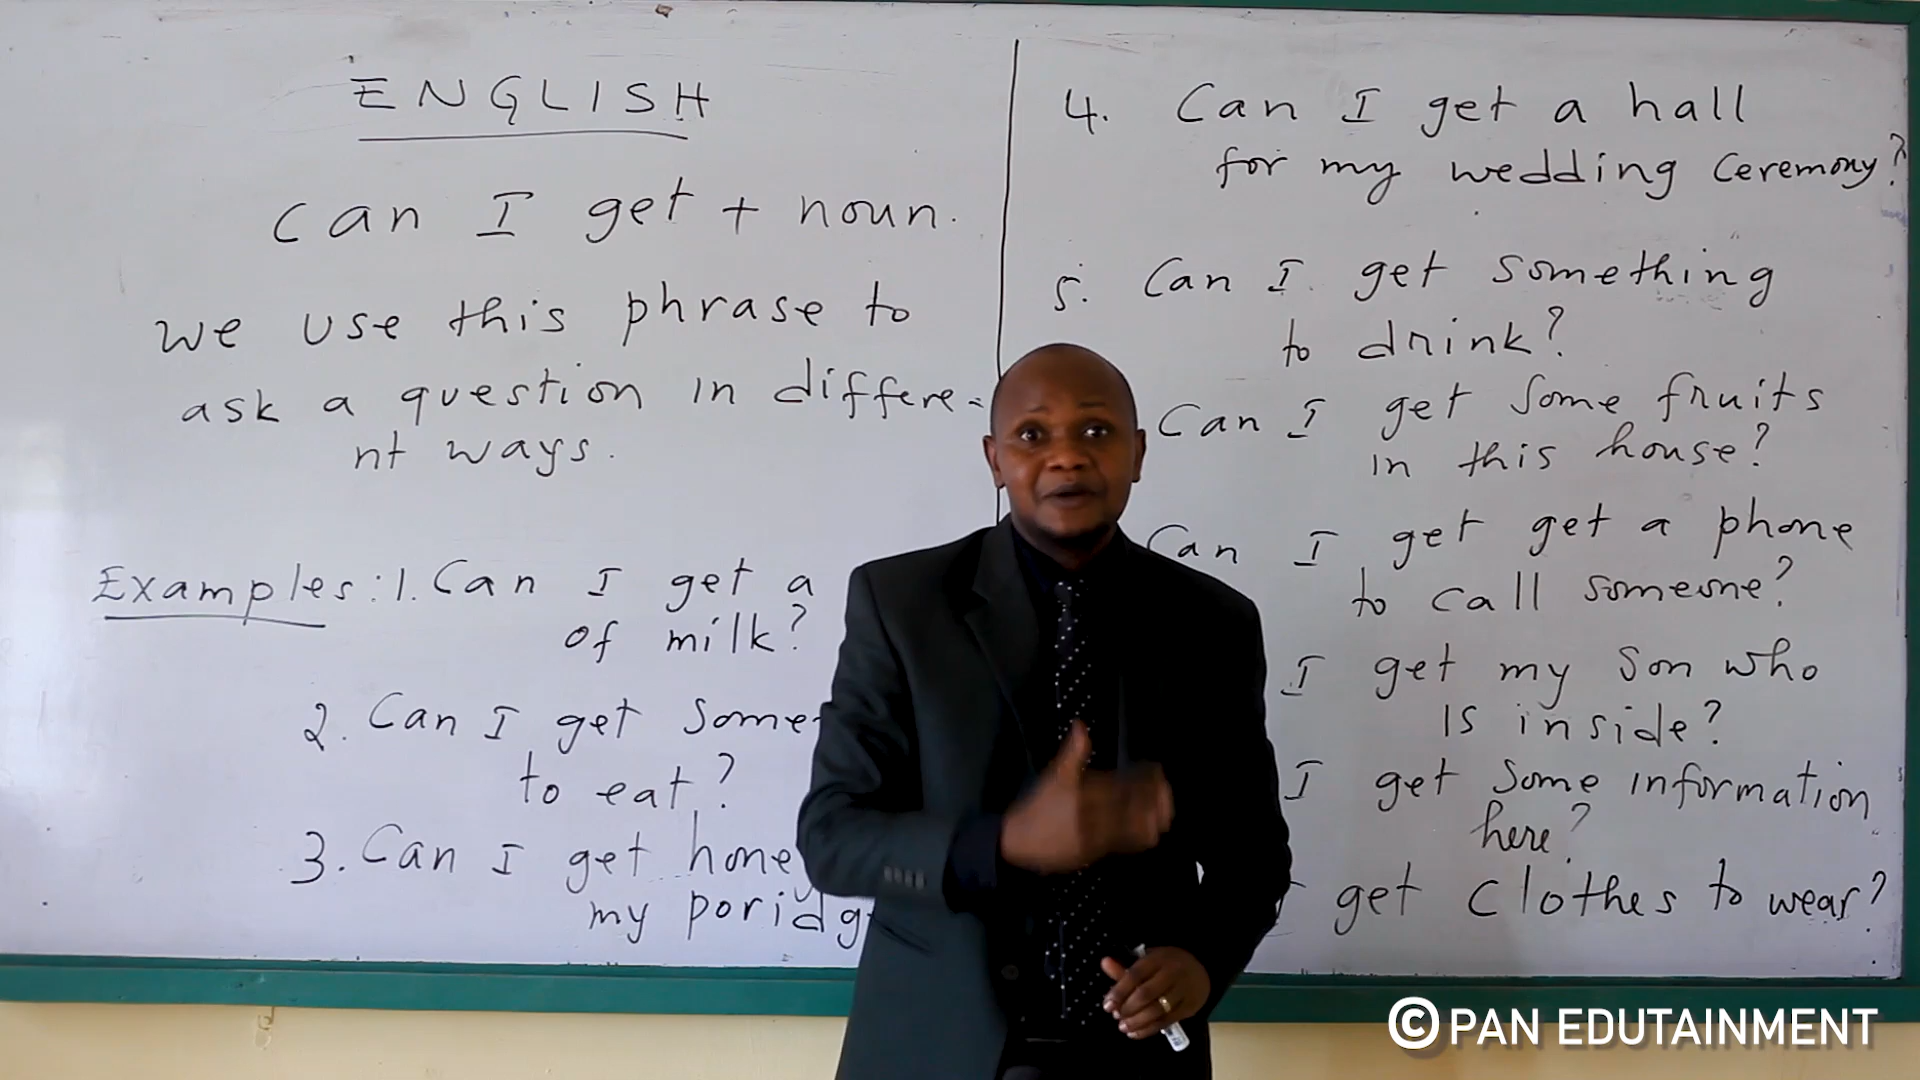 ENGLISH
Can I get + noun.
We use this phrase to
ask a question in differe-
nt ways.
Examples: 1. Can I get a
of milk?
2. Can I get some
to eat?
3. Can I get hone
my poridg
4. Can I get a hall
for my wedding ceremony?
5. Can I get something
to drink?
Can I get some fruits
in this house?
Can I get get a phone
to call someone?
I get my son who
is inside?
I get some information
here?
I get clothes to wear?
© PAN EDUTAINMENT